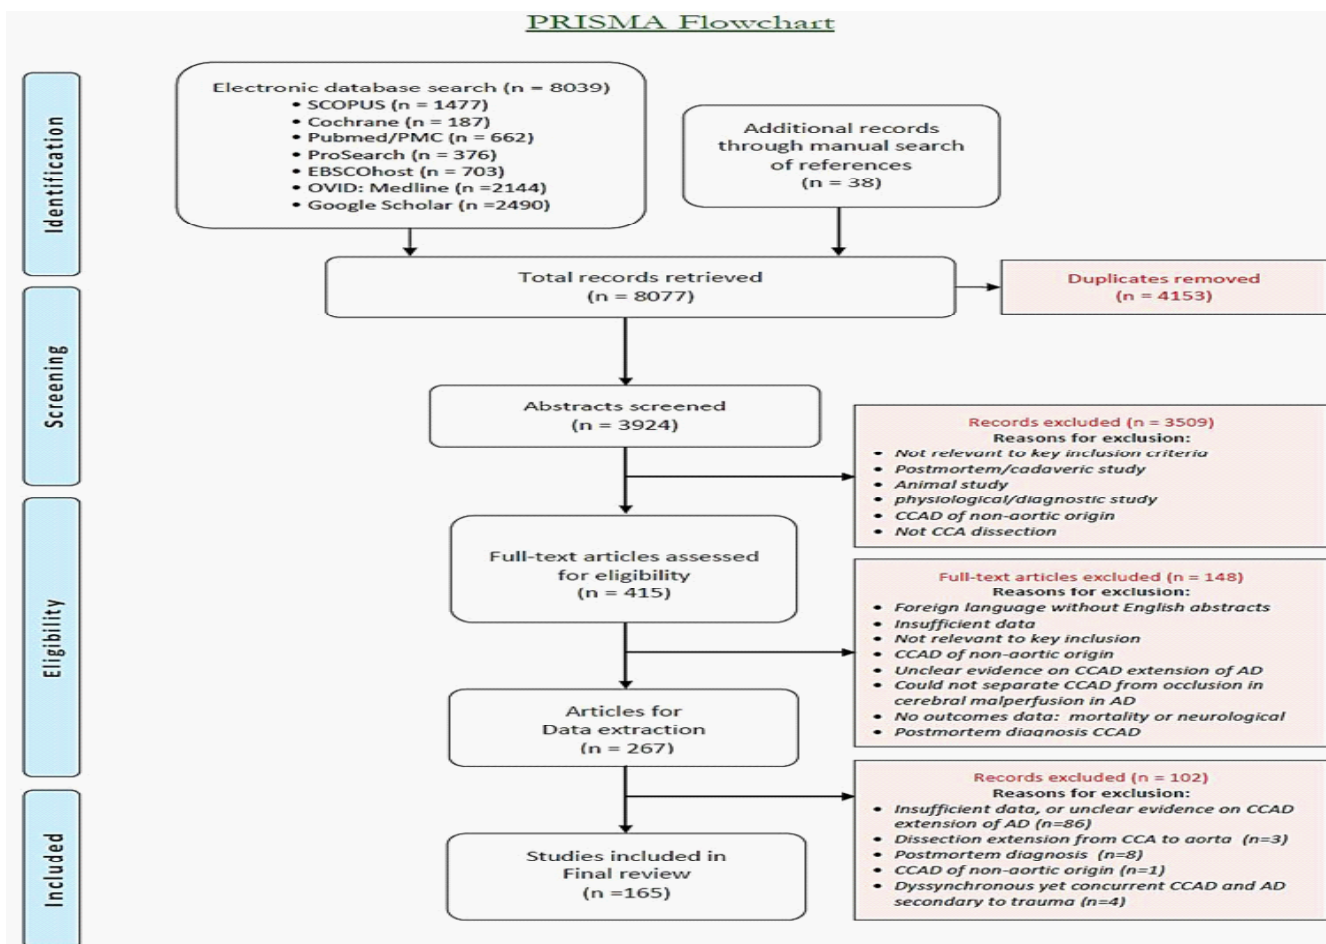 PRISMA Flowchart
Identification
Electronic database search (n = 8039)
• SCOPUS (n = 1477)
• Cochrane (n = 187)
• Pubmed/PMC (n = 662)
• ProSearch (n = 376)
• EBSCOhost (n = 703)
• OVID: Medline (n =2144)
• Google Scholar (n =2490)
Additional records
through manual search
of references
(n = 38)
Total records retrieved
(n = 8077)
Duplicates removed
(n = 4153)
Screening
Abstracts screened
(n = 3924)
Records excluded (n = 3509)
Reasons for exclusion:
• Not relevant to key inclusion criteria
• Postmortem/cadaveric study
• Animal study
• physiological/diagnostic study
• CCAD of non-aortic origin
• Not CCA dissection
Eligibility
Full-text articles assessed
for eligibility
(n = 415)
Full-text articles excluded (n = 148)
Reasons for exclusion:
• Foreign language without English abstracts
• Insufficient data
• Not relevant to key inclusion
• CCAD of non-aortic origin
• Unclear evidence on CCAD extension of AD
• Could not separate CCAD from occlusion in
cerebral malperfusion in AD
• No outcomes data: mortality or neurological
• Postmortem diagnosis CCAD
Articles for
Data extraction
(n = 267)
Records excluded (n = 102)
Reasons for exclusion:
• Insufficient data, or unclear evidence on CCAD
extension of AD (n=86)
• Dissection extension from CCA to aorta (n=3)
• Postmortem diagnosis (n=8)
• CCAD of non-aortic origin (n=1)
• Dyssynchronous yet concurrent CCAD and AD
secondary to trauma (n=4)
Included
Studies included in
Final review
(n =165)